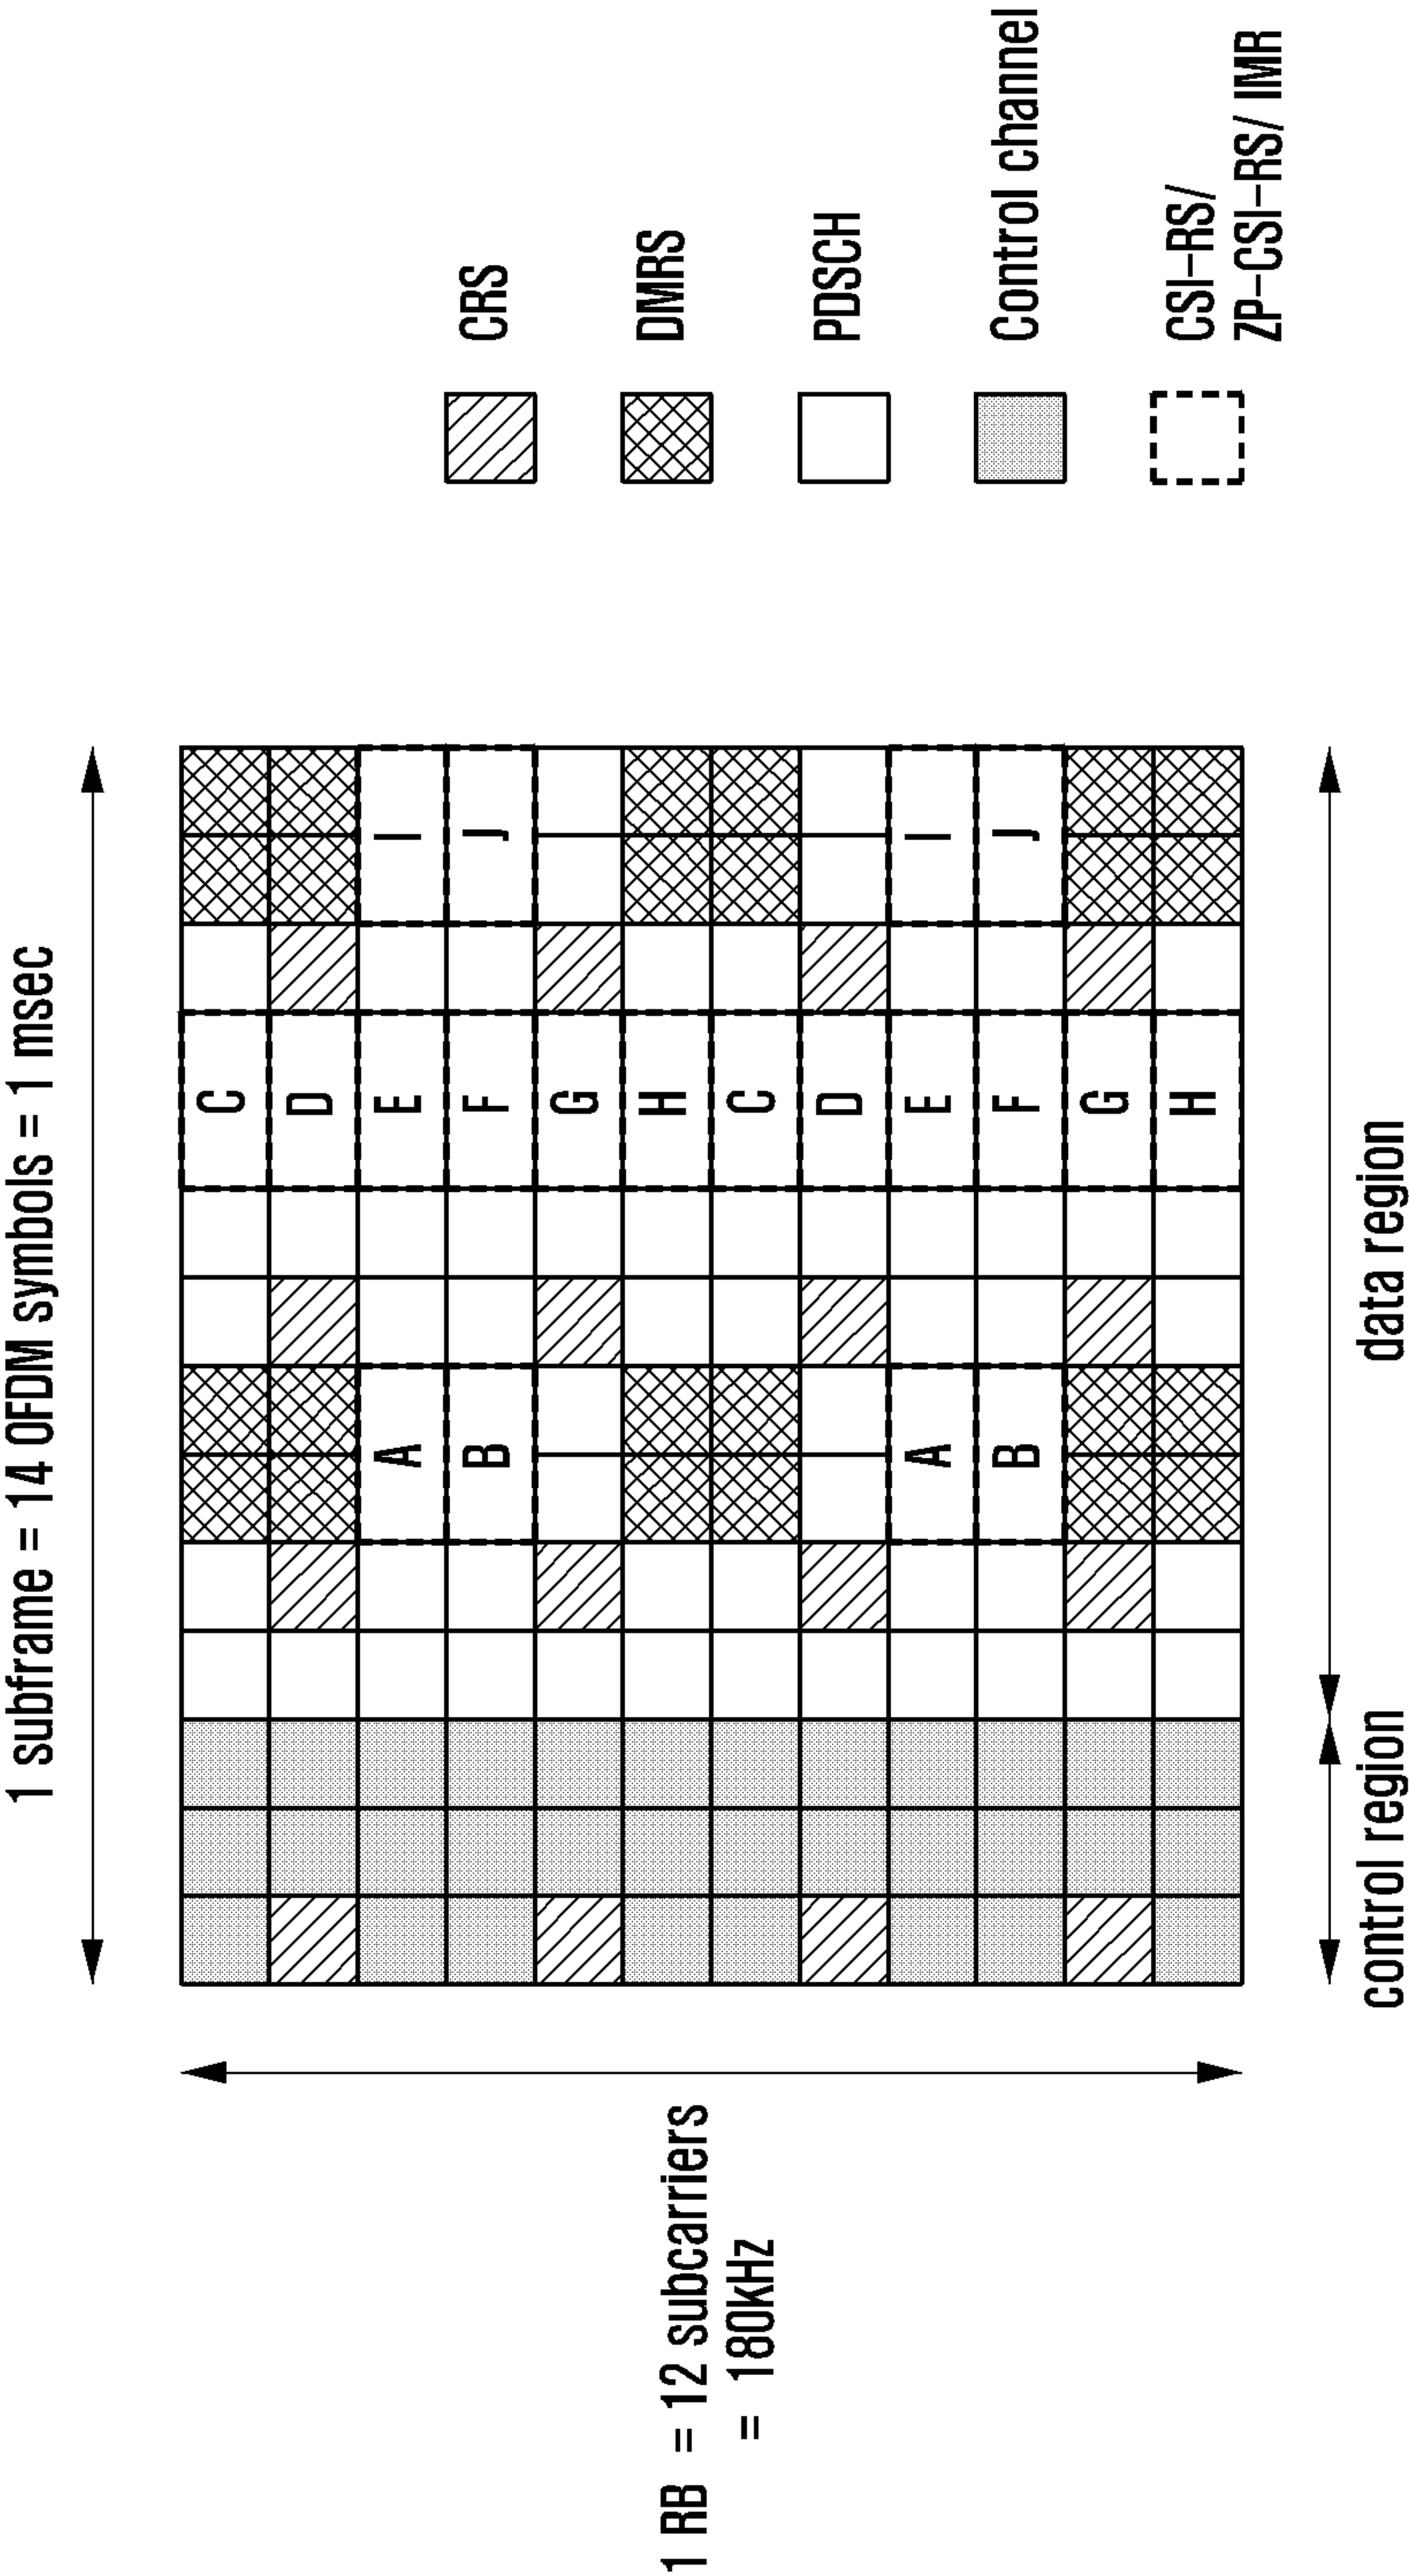 1 subframe = 14 OFDM symbols = 1 msec
1 RB = 12 subcarriers
= 180KHz
C
D
A E I
B F J
G
H
C
D
A E I
B F J
G
H
control region
data region
CRS
DMRS
PDSCH
Control channel
CSI-RS/
ZP-CSI-RS/ IMR